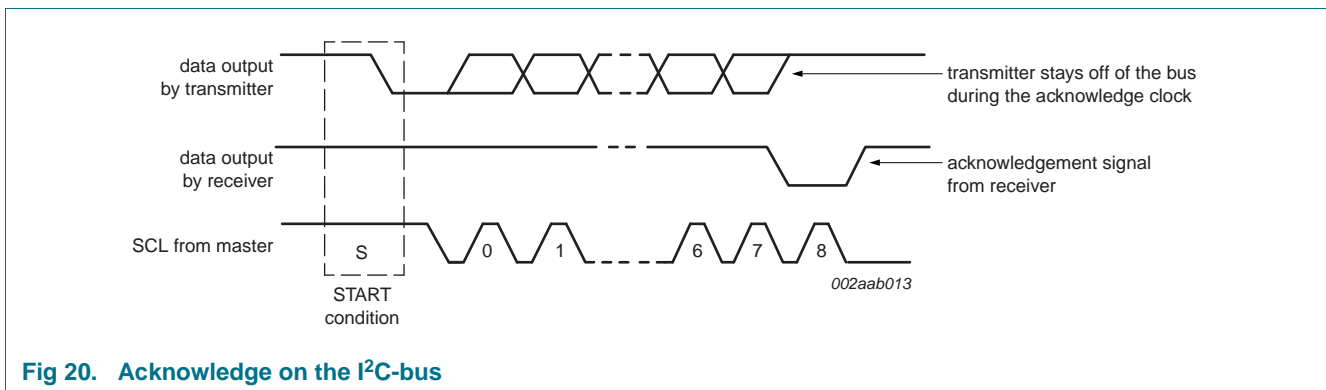 data output
by transmitter
transmitter stays off of the bus
during the acknowledge clock
data output
by receiver
acknowledgement signal
from receiver
SCL from master
S
0
1
6
7
8
002aab013
START
condition
Fig 20. Acknowledge on the I²C-bus